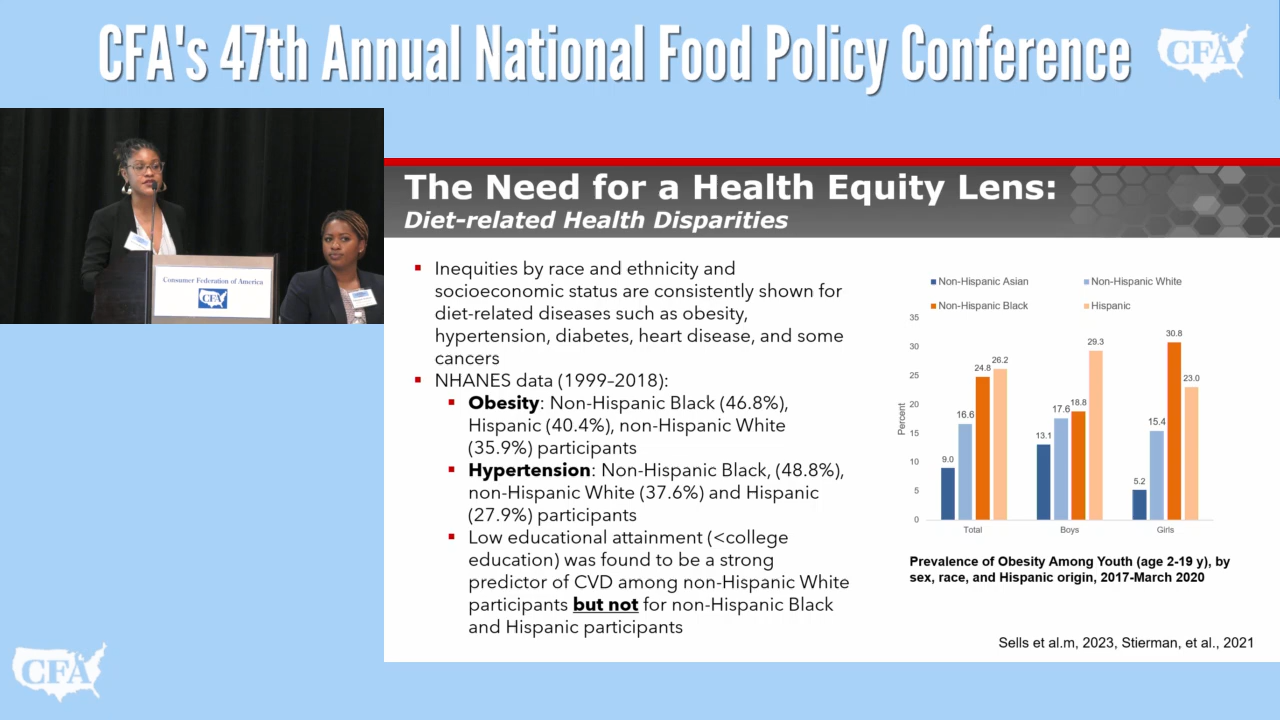 CFA's 47th Annual National Food Policy Conference
CFA
Consumer Federation of America
CFA
The Need for a Health Equity Lens:
Diet-related Health Disparities
Inequities by race and ethnicity and
socioeconomic status are consistently shown for
diet-related diseases such as obesity,
hypertension, diabetes, heart disease, and some
cancers
NHANES data (1999–2018):
Obesity: Non-Hispanic Black (46.8%),
Hispanic (40.4%), non-Hispanic White
(35.9%) participants
Hypertension: Non-Hispanic Black, (48.8%),
non-Hispanic White (37.6%) and Hispanic
(27.9%) participants
Low educational attainment (<college
education) was found to be a strong
predictor of CVD among non-Hispanic White
participants but not for non-Hispanic Black
and Hispanic participants
Non-Hispanic Asian
Non-Hispanic White
Non-Hispanic Black
Hispanic
Percent
35
30
25
20
15
10
5
0
9.0
16.6
24.8
26.2
13.1
17.6
18.8
29.3
5.2
15.4
30.8
23.0
Total
Boys
Girls
Prevalence of Obesity Among Youth (age 2-19 y), by
sex, race, and Hispanic origin, 2017-March 2020
Sells et al.m, 2023, Stierman, et al., 2021
CFA